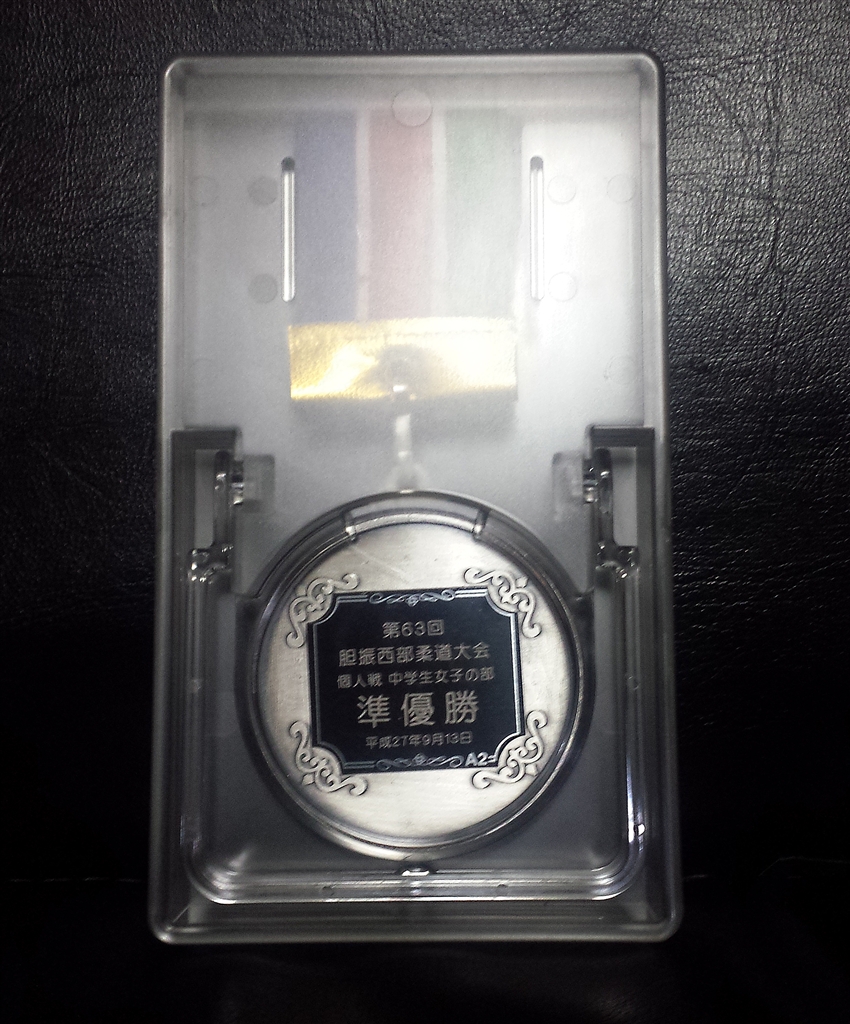 第63回
胆振西部柔道大会
個人戦 中学生女子の部
準優勝
平成27年9月13日